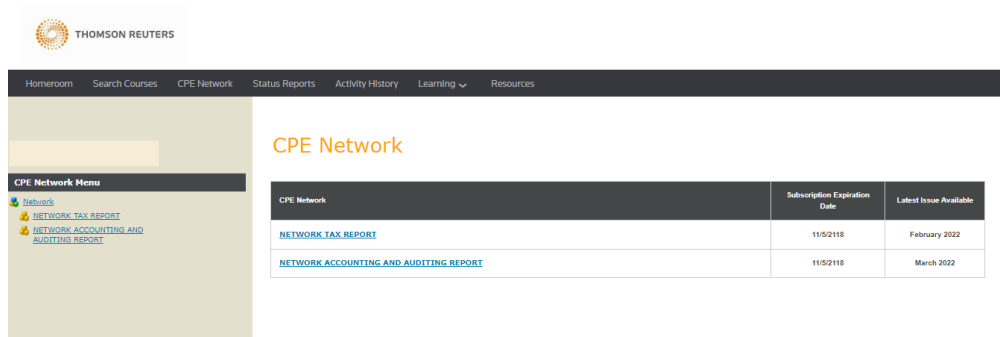 THOMSON REUTERS
Homeroom Search Courses CPE Network Status Reports Activity History Learning Resources
CPE Network
CPE Network Menu
Network
NETWORK TAX REPORT
NETWORK ACCOUNTING AND
AUDITING REPORT
CPE Network Subscription Expiration Date Latest Issue Available
NETWORK TAX REPORT 11/5/2118 February 2022
NETWORK ACCOUNTING AND AUDITING REPORT 11/5/2118 March 2022